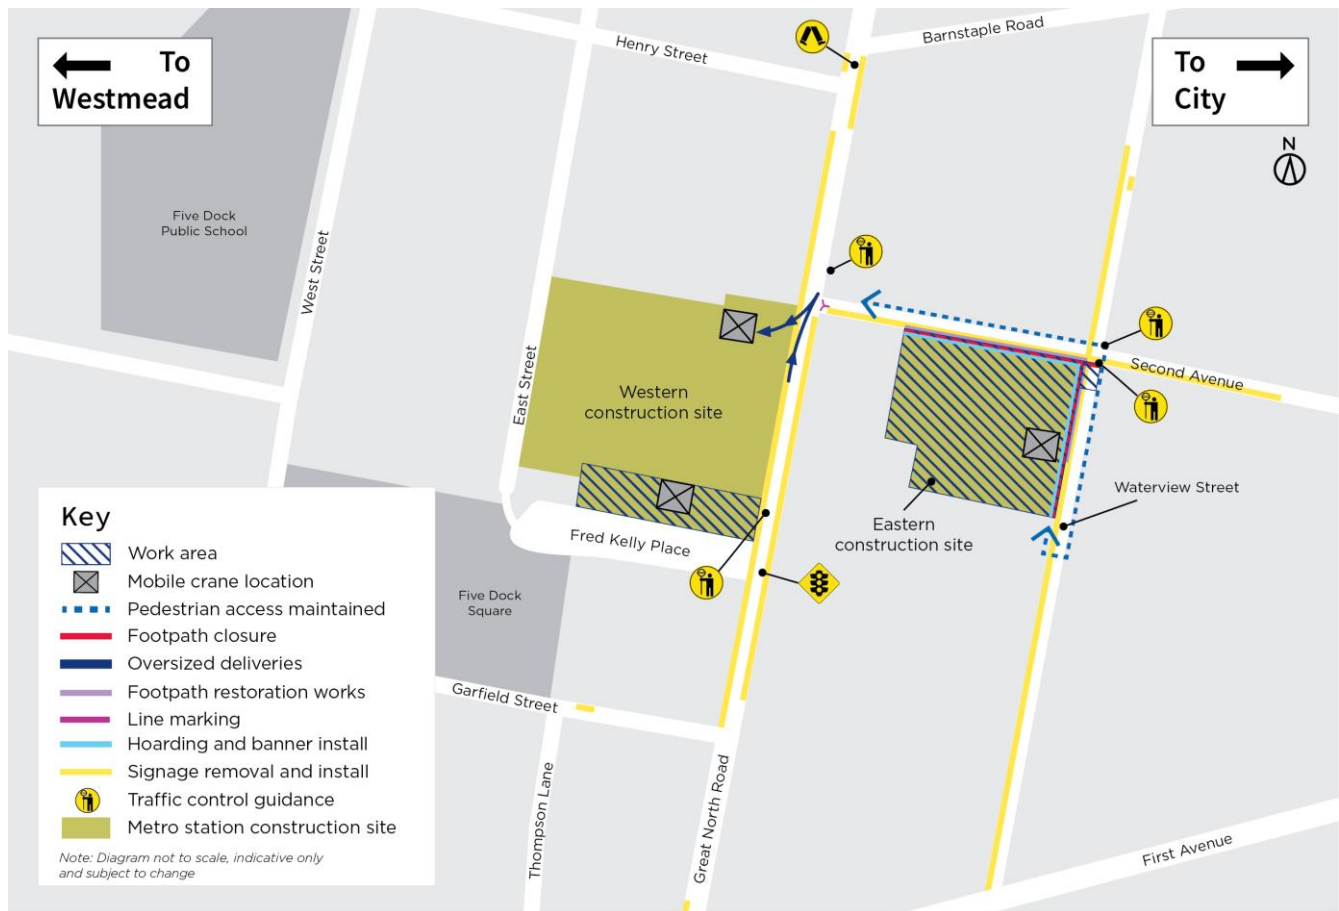 To
Westmead
Henry Street
Barnstaple Road
To
City
N
Five Dock
Public School
West Street
East Street
Western
construction site
Second Avenue
Waterview Street
Eastern
construction site
Fred Kelly Place
Five Dock
Square
Garfield Street
Thompson Lane
Great North Road
First Avenue
Key
Work area
Mobile crane location
Pedestrian access maintained
Footpath closure
Oversized deliveries
Footpath restoration works
Line marking
Hoarding and banner install
Signage removal and install
Traffic control guidance
Metro station construction site
Note: Diagram not to scale, indicative only
and subject to change